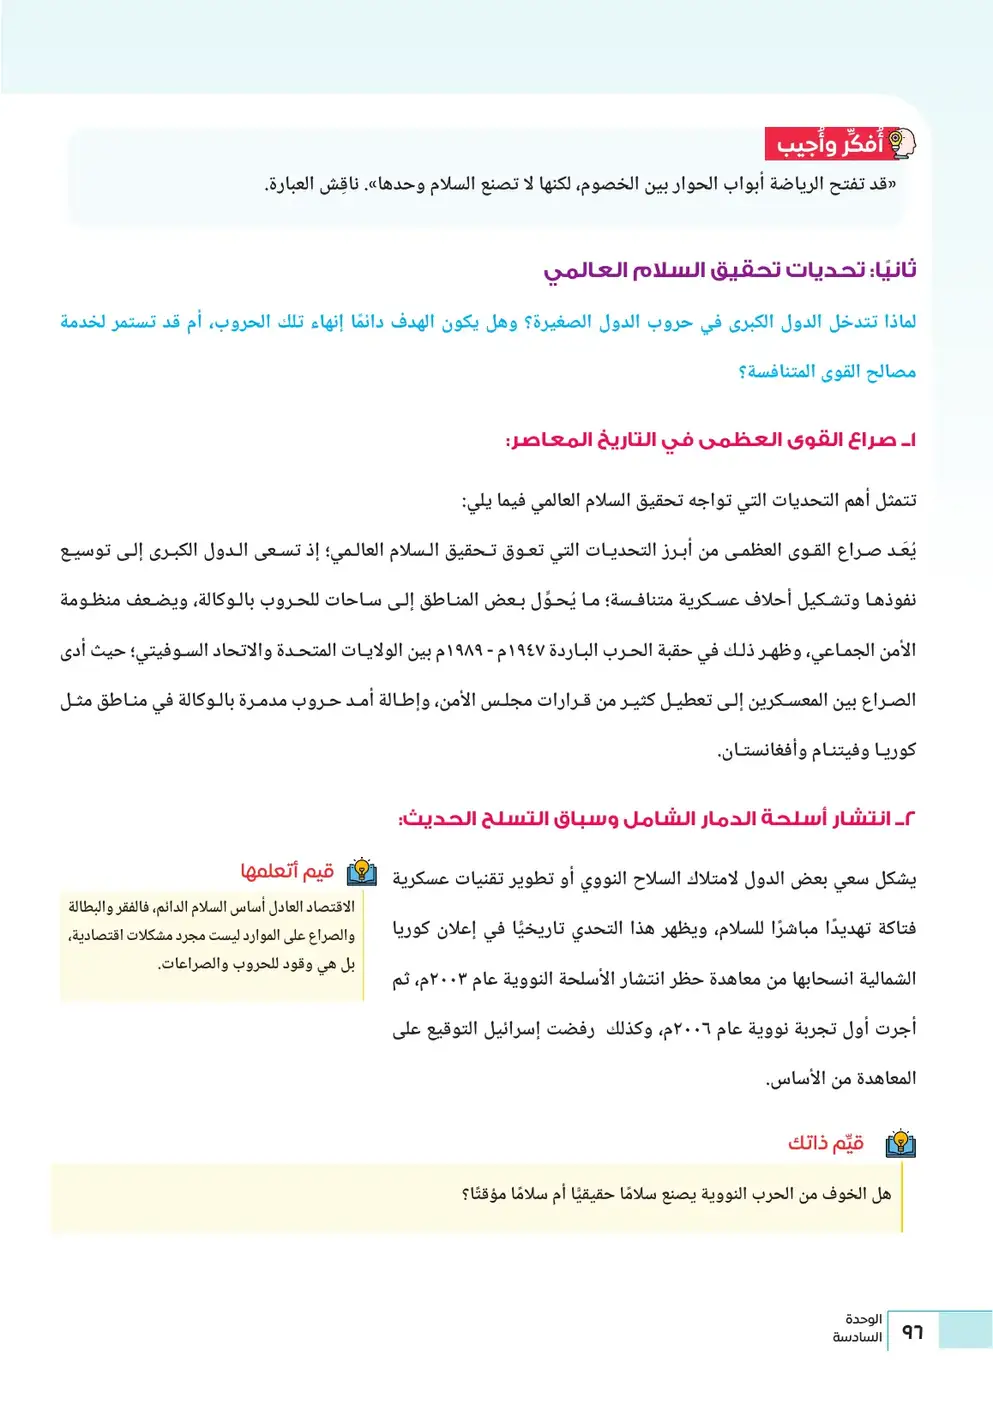 أُفكِّر وأُجيب
«قد تفتح الرياضة أبواب الحوار بين الخصوم، لكنها لا تصنع السلام وحدها». ناقِش العبارة.
ثانيًا: تحديات تحقيق السلام العالمي
لماذا تتدخل الدول الكبرى في حروب الدول الصغيرة؟ وهل يكون الهدف دائمًا إنهاء تلك الحروب، أم قد تستمر لخدمة
مصالح القوى المتنافسة؟
١ـ صراع القوى العظمى في التاريخ المعاصر:
تتمثل أهم التحديات التي تواجه تحقيق السلام العالمي فيما يلي:
يُعَد صراع القوى العظمى من أبرز التحديات التي تعوق تحقيق السلام العالمي؛ إذ تسعى الدول الكبرى إلى توسيع
نفوذها وتشكيل أحلاف عسكرية متنافسة؛ ما يُحوِّل بعض المناطق إلى ساحات للحروب بالوكالة، ويضعف منظومة
الأمن الجماعي، وظهر ذلك في حقبة الحرب الباردة ١٩٤٧م - ١٩٨٩م بين الولايات المتحدة والاتحاد السوفيتي؛ حيث أدى
الصراع بين المعسكرين إلى تعطيل كثير من قرارات مجلس الأمن، وإطالة أمد حروب مدمرة بالوكالة في مناطق مثل
كوريا وفيتنام وأفغانستان.
٢ـ انتشار أسلحة الدمار الشامل وسباق التسلح الحديث:
يشكل سعي بعض الدول لامتلاك السلاح النووي أو تطوير تقنيات عسكرية
فتاكة تهديدًا مباشرًا للسلام، ويظهر هذا التحدي تاريخيًّا في إعلان كوريا
الشمالية انسحابها من معاهدة حظر انتشار الأسلحة النووية عام ٢٠٠٣م، ثم
أجرت أول تجربة نووية عام ٢٠٠٦م، وكذلك رفضت إسرائيل التوقيع على
المعاهدة من الأساس.
قيم أتعلمها
الاقتصاد العادل أساس السلام الدائم، فالفقر والبطالة
والصراع على الموارد ليست مجرد مشكلات اقتصادية،
بل هي وقود للحروب والصراعات.
قيِّم ذاتك
هل الخوف من الحرب النووية يصنع سلامًا حقيقيًّا أم سلامًا مؤقتًا؟
الوحدة
السادسة
٩٦